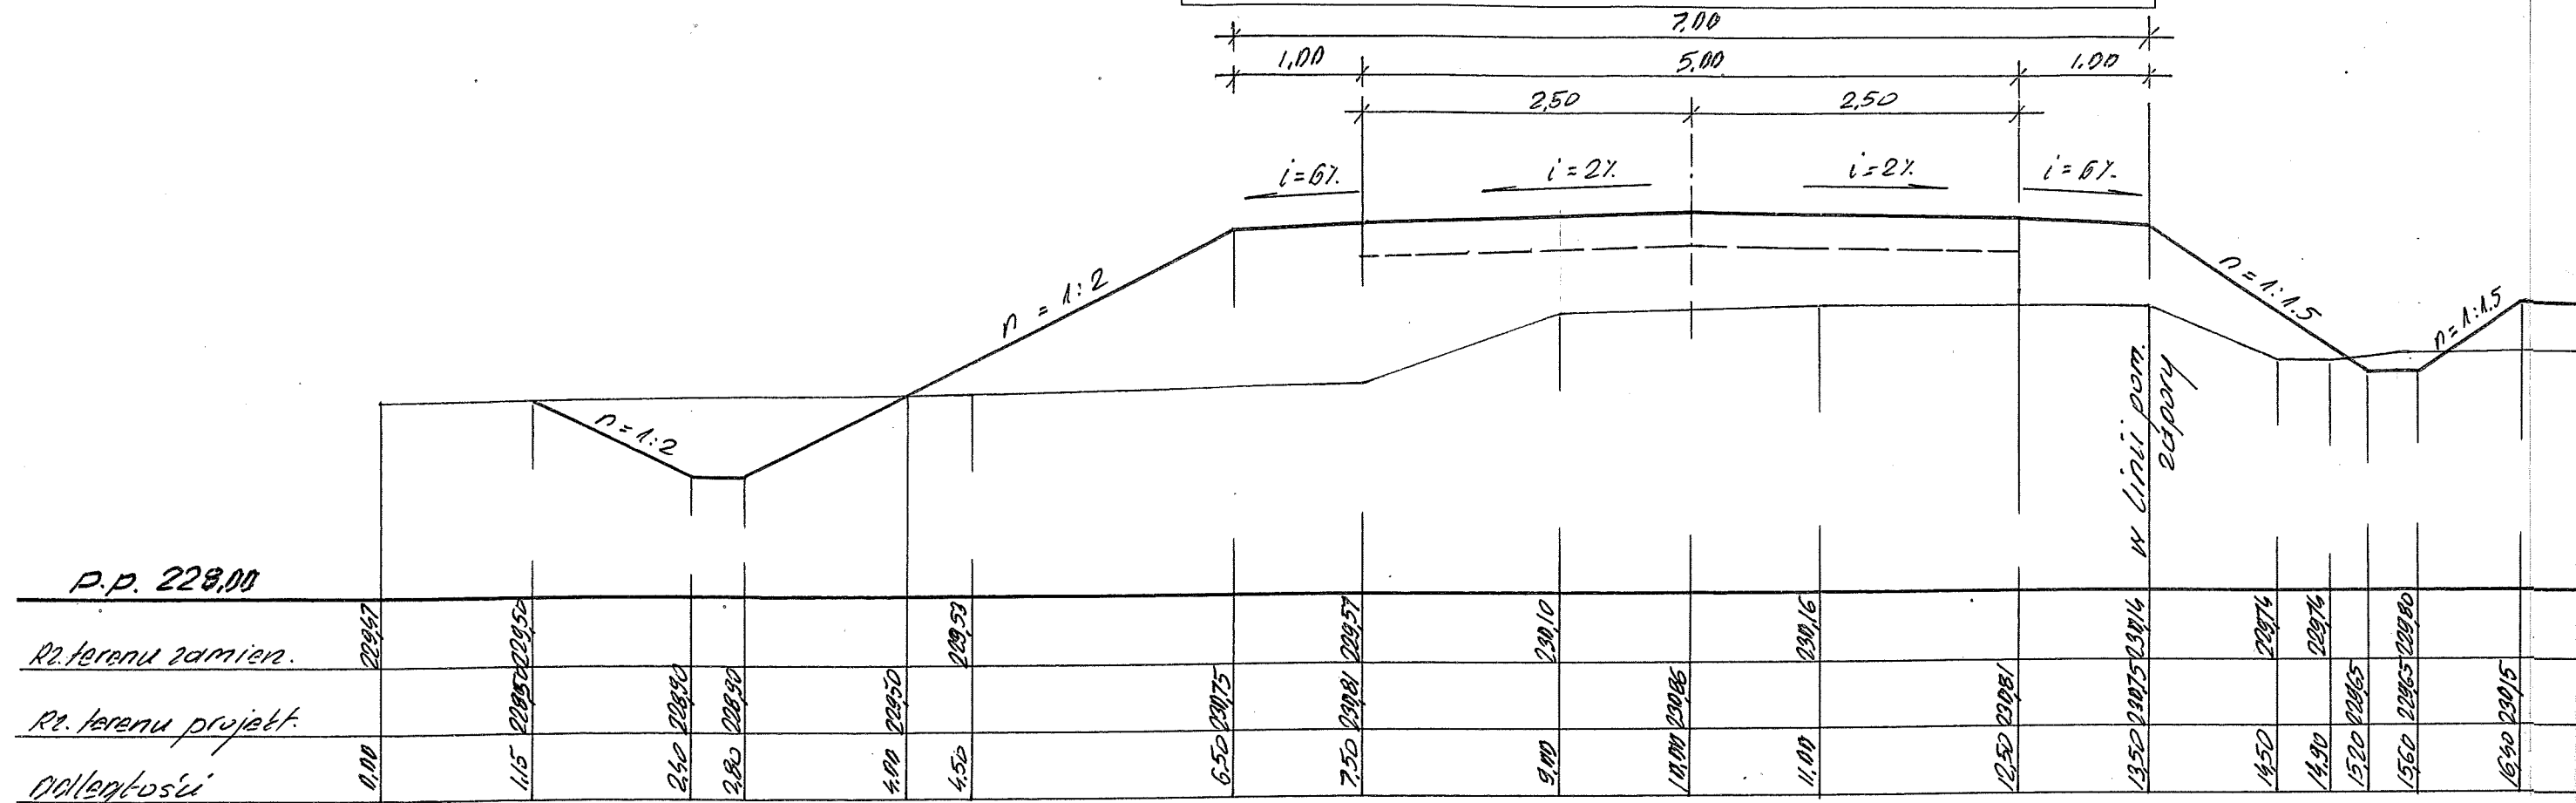 7,00
1,00 5,00 1,00
2,50 2,50
i=6% i=2% i=2% i=6%
n = 1:2
n=1:1.5
n=1:1.5
n=1:2
w linii pom.
zapory
p.p. 228,00
Rz. terenu zamien. 229,47 229,50 229,53 229,57 230,10 230,16 230,14 229,74 229,74 229,80
Rz. terenu projekt. 229,50 228,90 228,90 229,50 230,75 230,81 230,86 230,81 230,75 229,65 229,65 230,15
Odległości 0,00 1,15 2,40 2,80 4,00 4,50 6,50 7,50 9,00 10,00 11,00 12,50 13,50 14,50 14,90 15,20 15,60 16,40